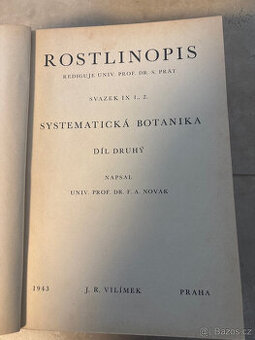 ROSTLINOPIS
REDIGUJE UNIV. PROF. DR. S. PRÁT
SVAZEK IX 1., 2.
SYSTEMATICKÁ BOTANIKA
DÍL DRUHÝ
NAPSAL
UNIV. PROF. DR. F. A. NOVÁK
1943 J. R. VILÍMEK PRAHA
Bazos.cz